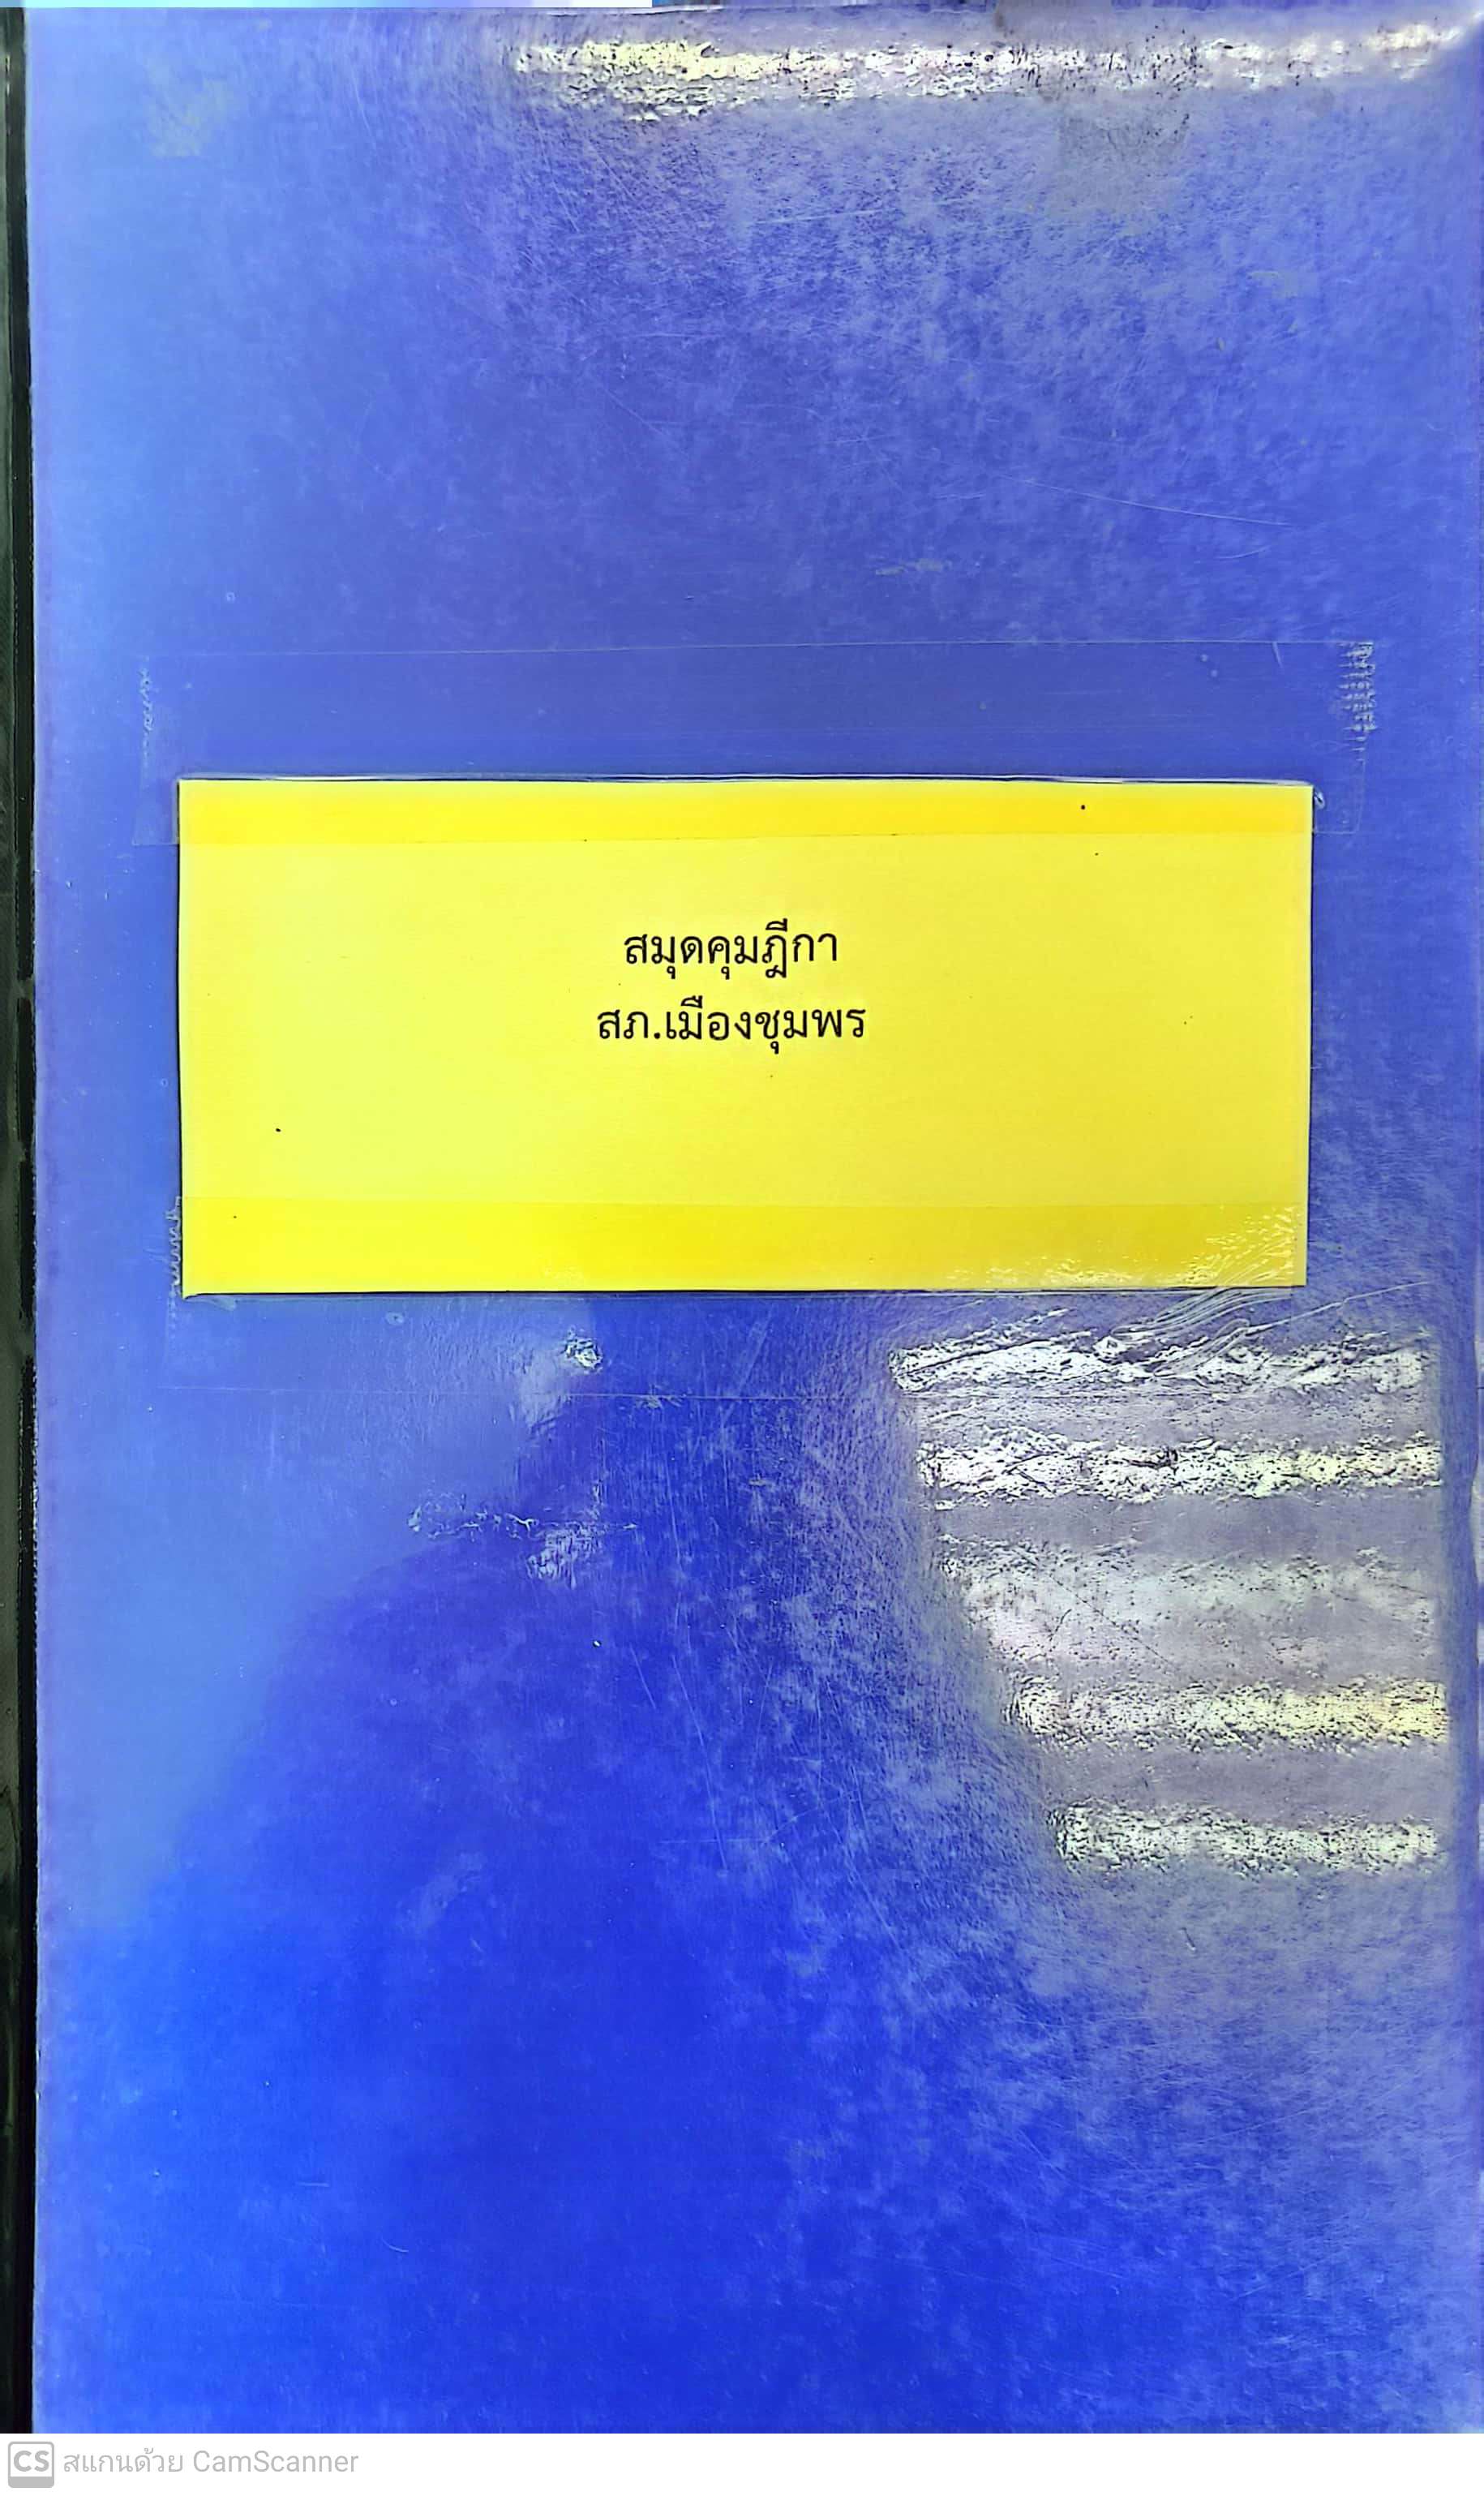 สมุดคุมฎีกา
สภ.เมืองชุมพร
CS สแกนด้วย CamScanner